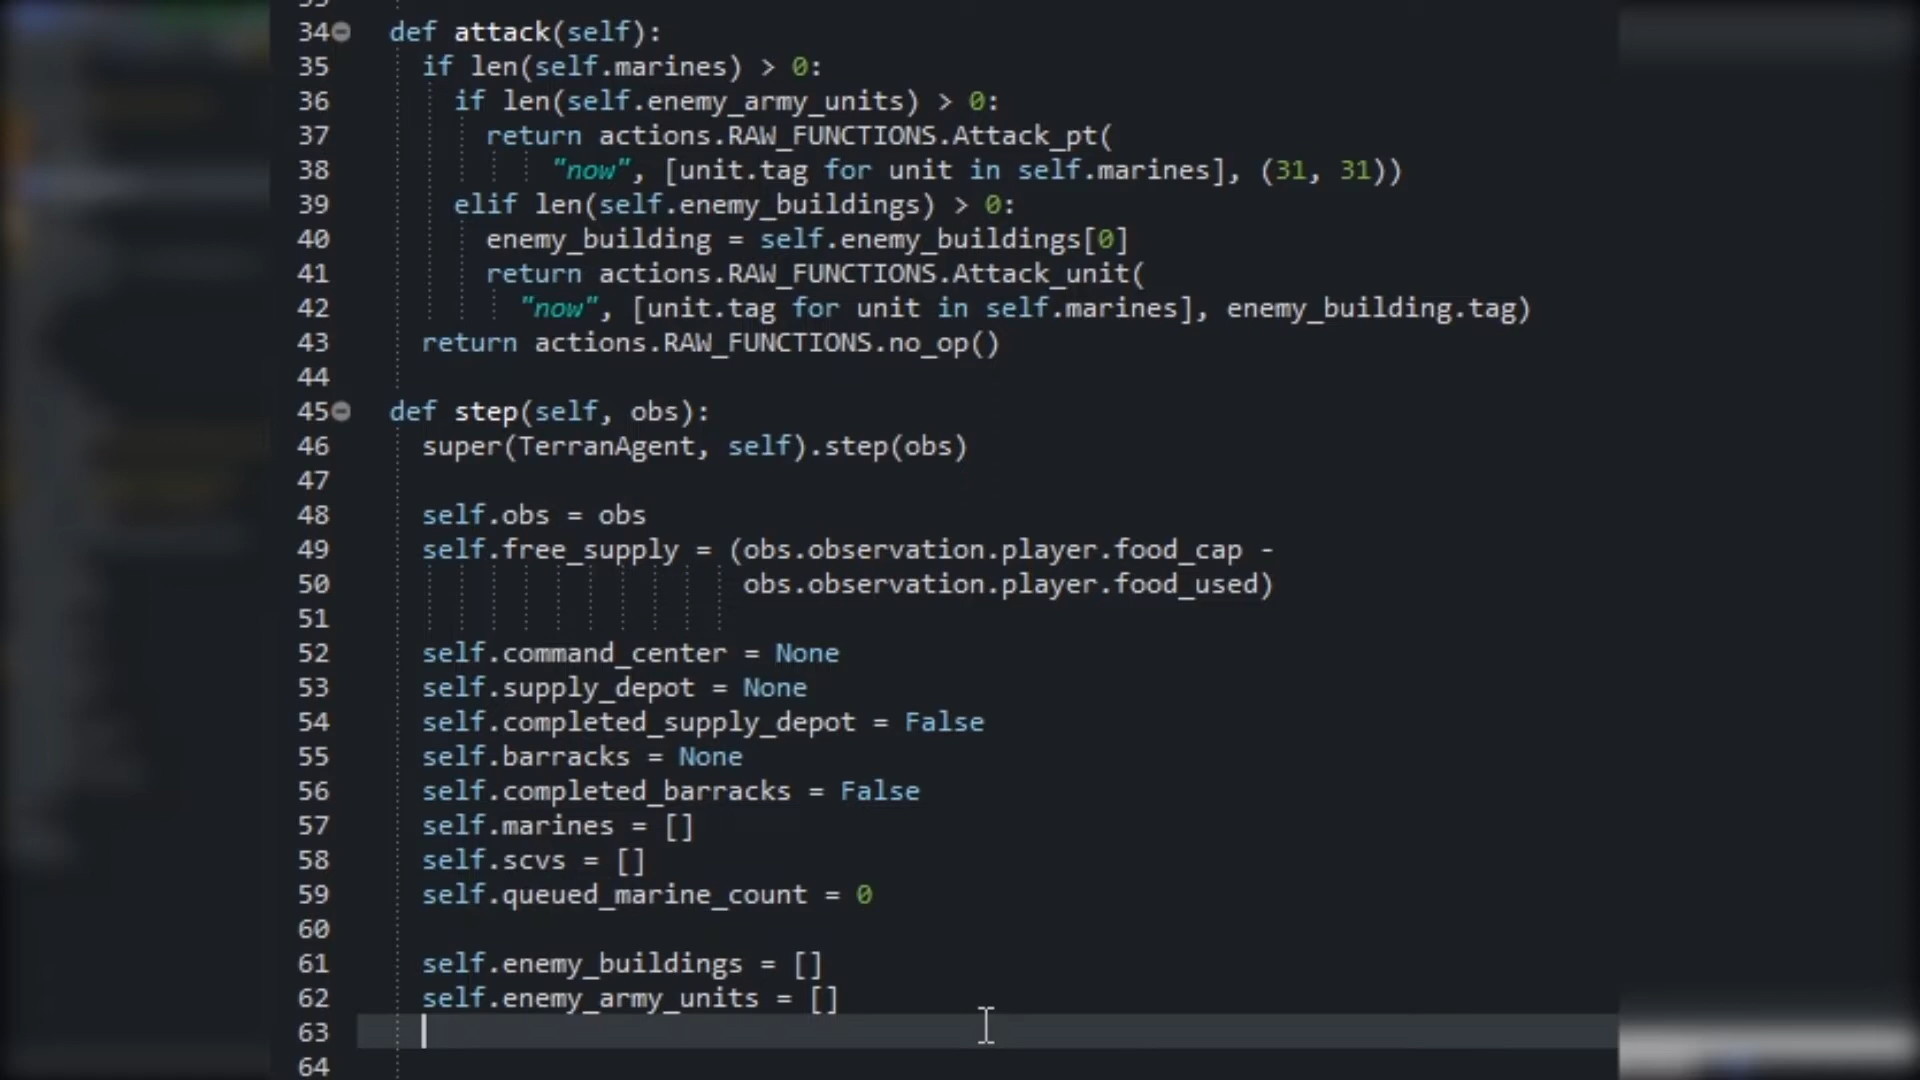 34 def attack(self):
35 if len(self.marines) > 0:
36 if len(self.enemy_army_units) > 0:
37 return actions.RAW_FUNCTIONS.Attack_pt(
38 "now", [unit.tag for unit in self.marines], (31, 31))
39 elif len(self.enemy_buildings) > 0:
40 enemy_building = self.enemy_buildings[0]
41 return actions.RAW_FUNCTIONS.Attack_unit(
42 "now", [unit.tag for unit in self.marines], enemy_building.tag)
43 return actions.RAW_FUNCTIONS.no_op()
44
45 def step(self, obs):
46 super(TerranAgent, self).step(obs)
47
48 self.obs = obs
49 self.free_supply = (obs.observation.player.food_cap -
50 obs.observation.player.food_used)
51
52 self.command_center = None
53 self.supply_depot = None
54 self.completed_supply_depot = False
55 self.barracks = None
56 self.completed_barracks = False
57 self.marines = []
58 self.scvs = []
59 self.queued_marine_count = 0
60
61 self.enemy_buildings = []
62 self.enemy_army_units = []
63
64